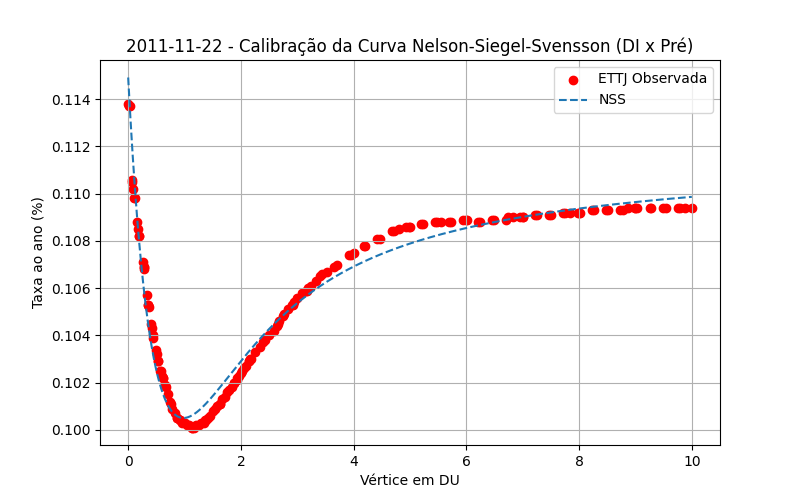 2011-11-22 - Calibração da Curva Nelson-Siegel-Svensson (DI x Pré)
ETTJ Observada
NSS
Taxa ao ano (%)
0.114
0.112
0.110
0.108
0.106
0.104
0.102
0.100
0
2
4
6
8
10
Vértice em DU